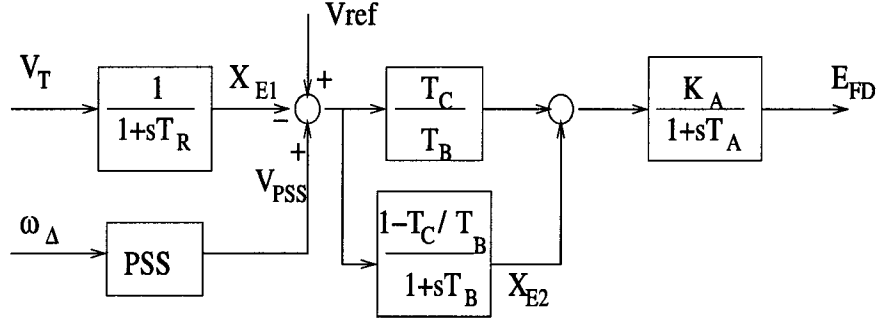 Vref
V_T
1
1+sT_R
X_E1
+
−
+
V_PSS
T_C
T_B
K_A
1+sT_A
E_FD
ω_Δ
PSS
1−T_C/ T_B
1+sT_B
X_E2